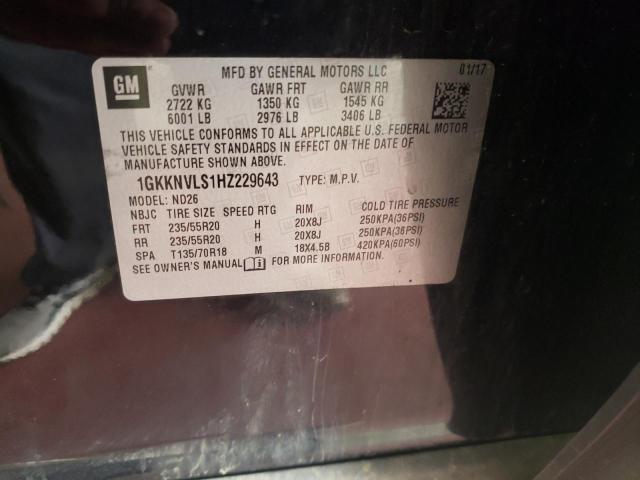 GM
MFD BY GENERAL MOTORS LLC 01/17
GVWR GAWR FRT GAWR RR
2722 KG 1350 KG 1545 KG
6001 LB 2976 LB 3406 LB
THIS VEHICLE CONFORMS TO ALL APPLICABLE U.S. FEDERAL MOTOR
VEHICLE SAFETY STANDARDS IN EFFECT ON THE DATE OF
MANUFACTURE SHOWN ABOVE.
1GKKNVLS1HZ229643 TYPE: M.P.V.
MODEL: ND26
NBJC TIRE SIZE SPEED RTG RIM COLD TIRE PRESSURE
FRT 235/55R20 H 20X8J 250KPA(36PSI)
RR 235/55R20 H 20X8J 250KPA(36PSI)
SPA T135/70R18 M 18X4.5B 420KPA(60PSI)
SEE OWNER'S MANUAL FOR MORE INFORMATION.